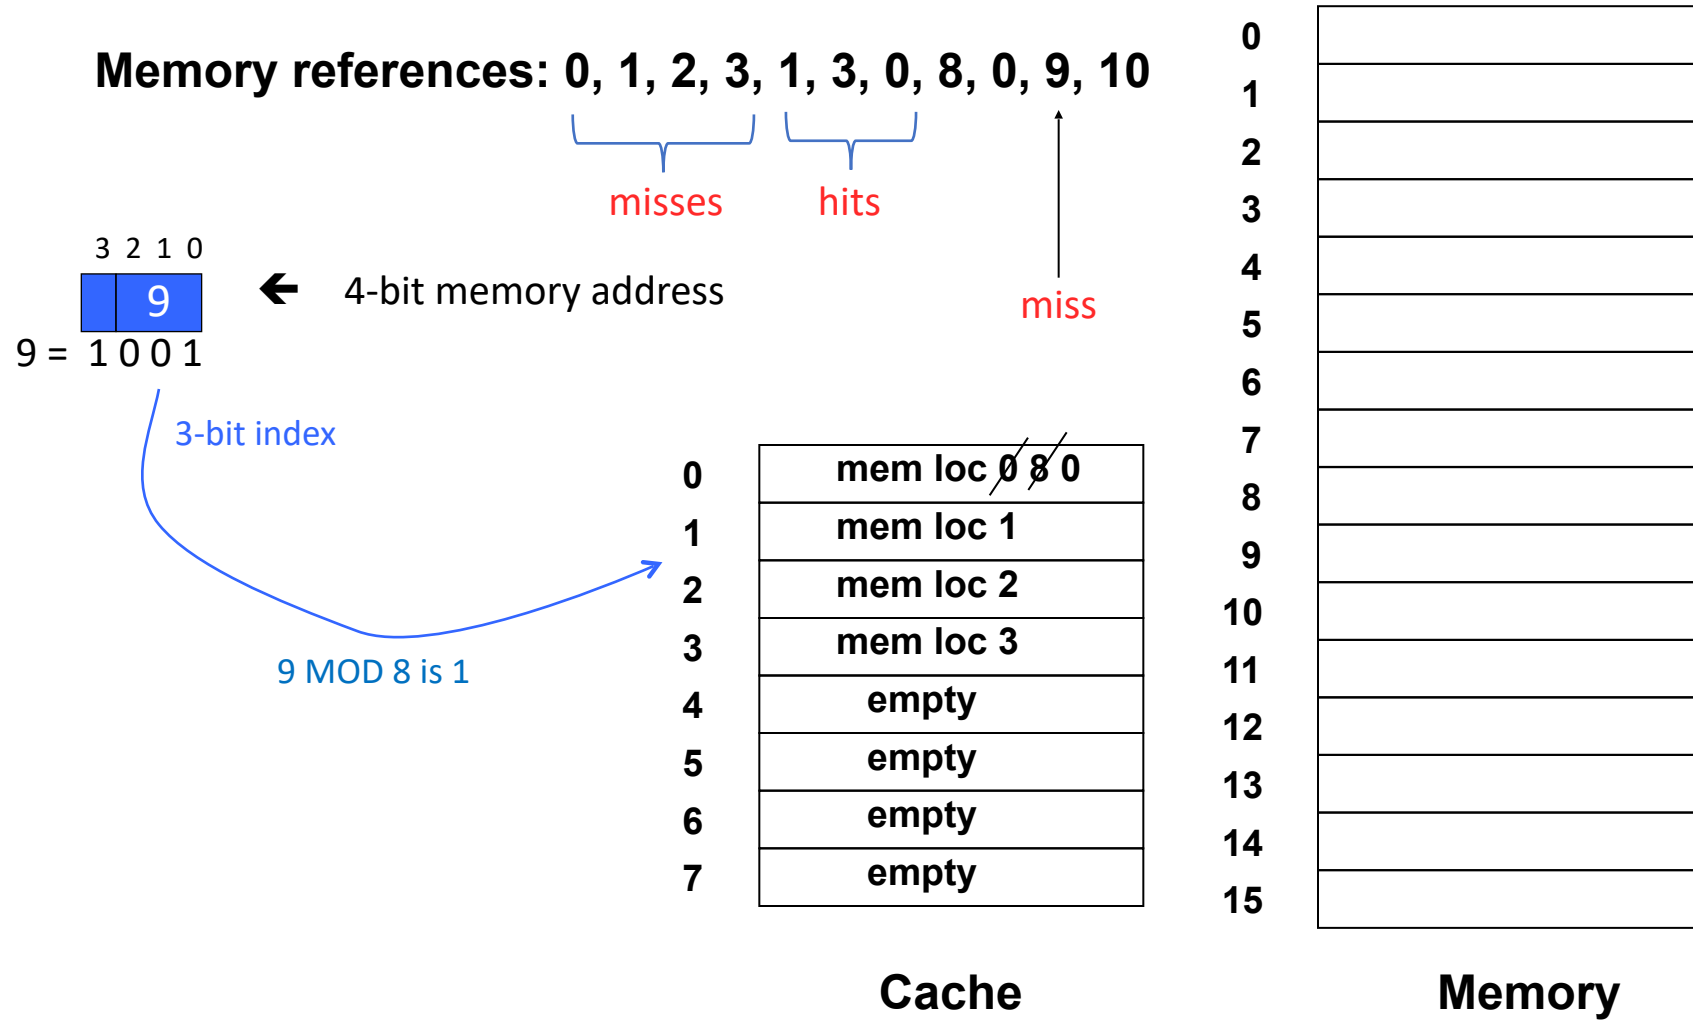 Memory references: 0, 1, 2, 3, 1, 3, 0, 8, 0, 9, 10
misses
hits
miss
3 2 1 0
9
4-bit memory address
9 = 1 0 0 1
3-bit index
9 MOD 8 is 1
0 mem loc 0 8 0
1 mem loc 1
2 mem loc 2
3 mem loc 3
4 empty
5 empty
6 empty
7 empty
Cache
0
1
2
3
4
5
6
7
8
9
10
11
12
13
14
15
Memory